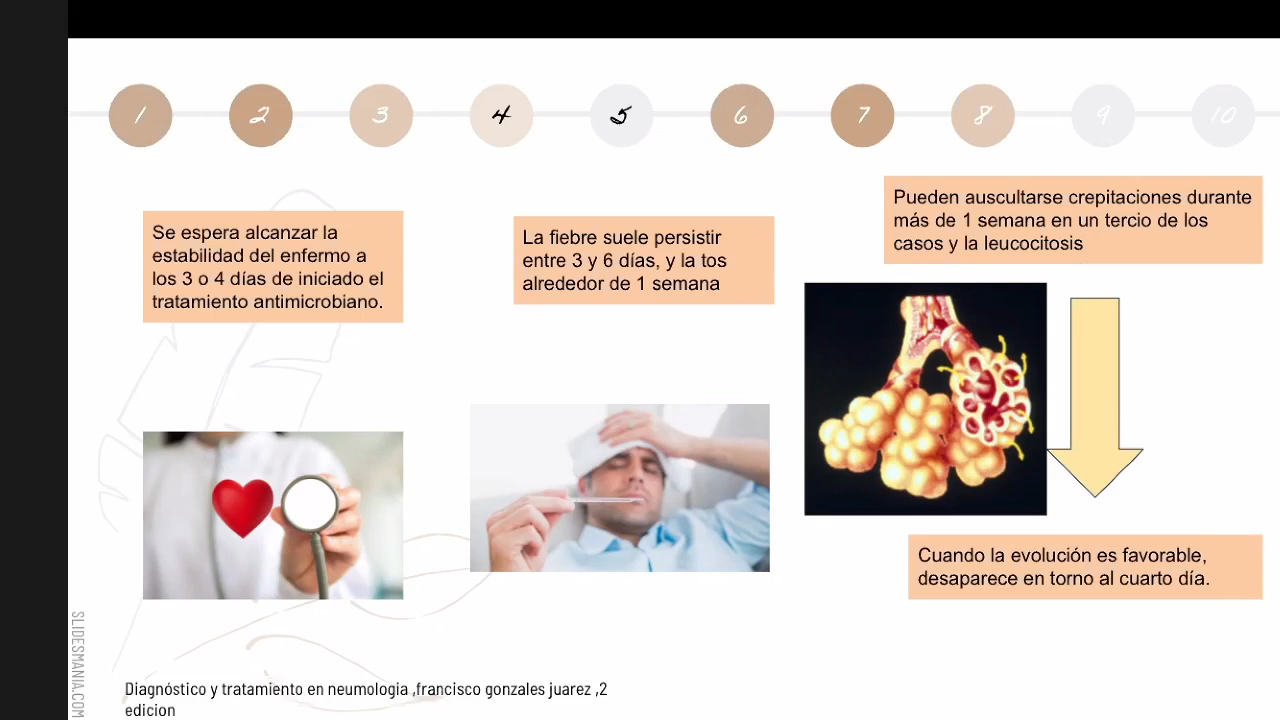 1 2 3 4 5 6 7 8 9 10
Se espera alcanzar la
estabilidad del enfermo a
los 3 o 4 días de iniciado el
tratamiento antimicrobiano.
La fiebre suele persistir
entre 3 y 6 días, y la tos
alrededor de 1 semana
Pueden auscultarse crepitaciones durante
más de 1 semana en un tercio de los
casos y la leucocitosis
Cuando la evolución es favorable,
desaparece en torno al cuarto día.
SLIDESMANIA.COM
Diagnóstico y tratamiento en neumologia ,francisco gonzales juarez ,2
edicion